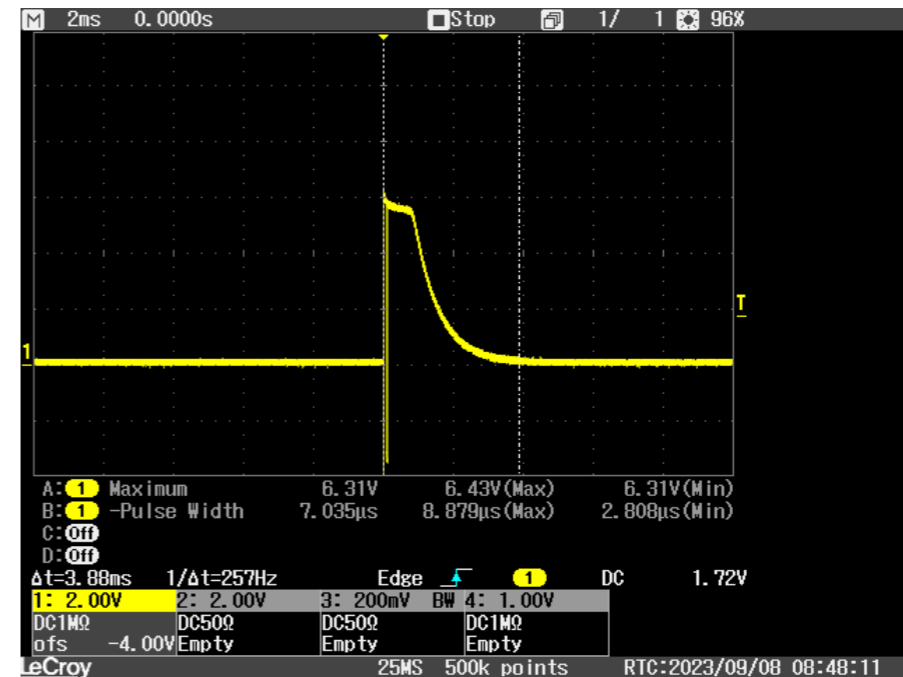 M 2ms 0.0000s Stop 1/ 1 96%
T
1
A: 1 Maximum 6.31V 6.43V(Max) 6.31V(Min)
B: 1 -Pulse Width 7.035μs 8.879μs(Max) 2.808μs(Min)
C: Off
D: Off
Δt=3.88ms 1/Δt=257Hz Edge 1 DC 1.72V
1: 2.00V 2: 2.00V 3: 200mV BW 4: 1.00V
DC1MΩ DC50Ω DC50Ω DC1MΩ
ofs -4.00V Empty Empty Empty
LeCroy 25MS 500k points RTC:2023/09/08 08:48:11